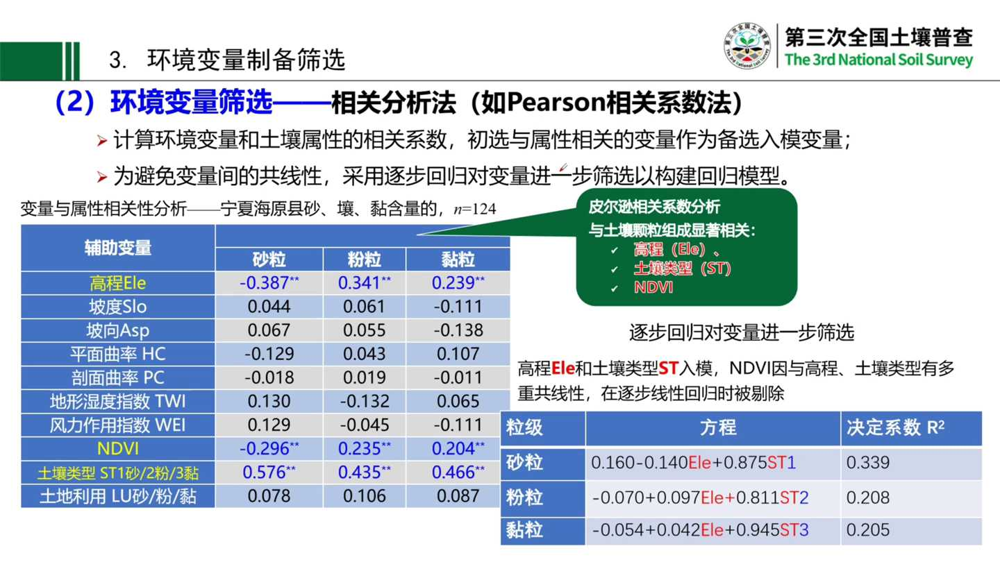 3. 环境变量制备筛选
第三次全国土壤普查
The 3rd National Soil Survey
（2）环境变量筛选——相关分析法（如Pearson相关系数法）
计算环境变量和土壤属性的相关系数，初选与属性相关的变量作为备选入模变量；
为避免变量间的共线性，采用逐步回归对变量进一步筛选以构建回归模型。
变量与属性相关性分析——宁夏海原县砂、壤、黏含量的，n=124
辅助变量
砂粒 粉粒 黏粒
高程Ele -0.387** 0.341** 0.239**
坡度Slo 0.044 0.061 -0.111
坡向Asp 0.067 0.055 -0.138
平面曲率 HC -0.129 0.043 0.107
剖面曲率 PC -0.018 0.019 -0.011
地形湿度指数 TWI 0.130 -0.132 0.065
风力作用指数 WEI 0.129 -0.045 -0.111
NDVI -0.296** 0.235** 0.204**
土壤类型 ST1砂/2粉/3黏 0.576** 0.435** 0.466**
土地利用 LU砂/粉/黏 0.078 0.106 0.087
皮尔逊相关系数分析
与土壤颗粒组成显著相关：
高程（Ele）、
土壤类型（ST）
NDVI
逐步回归对变量进一步筛选
高程Ele和土壤类型ST入模，NDVI因与高程、土壤类型有多
重共线性，在逐步线性回归时被剔除
粒级 方程 决定系数 R²
砂粒 0.160-0.140Ele+0.875ST1 0.339
粉粒 -0.070+0.097Ele+0.811ST2 0.208
黏粒 -0.054+0.042Ele+0.945ST3 0.205